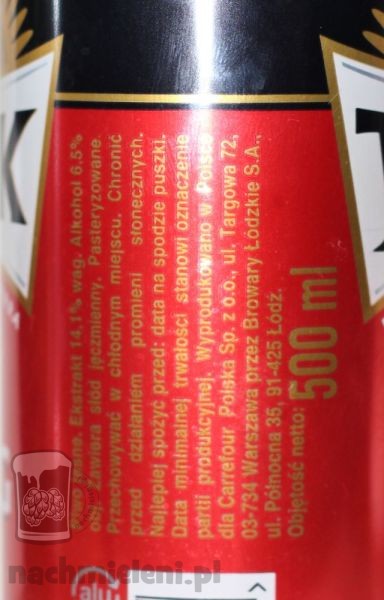 Ekstrakt 14,1% wag. Alkohol 6,5%
Zawiera słód jęczmienny. Pasteryzowane.
Przechowywać w chłodnym miejscu. Chronić
przed działaniem promieni słonecznych.
Najlepiej spożyć przed: data na spodzie puszki.
Data minimalnej trwałości stanowi oznaczenie
partii produkcyjnej. Wyprodukowano w Polsce
dla Carrefour Polska Sp. z o.o., ul. Targowa 72,
03-734 Warszawa przez Browary Łódzkie S.A.,
ul. Północna 35, 91-425 Łódź.
Objętość netto: 500 ml
alu
nachmieleni.pl